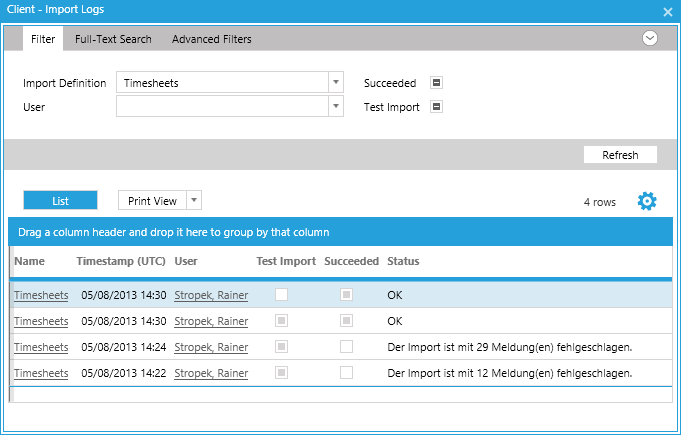 Client - Import Logs
Filter Full-Text Search Advanced Filters
Import Definition Timesheets Succeeded
User Test Import
Refresh
List Print View 4 rows
Drag a column header and drop it here to group by that column
Name Timestamp (UTC) User Test Import Succeeded Status
Timesheets 05/08/2013 14:30 Stropek, Rainer OK
Timesheets 05/08/2013 14:30 Stropek, Rainer OK
Timesheets 05/08/2013 14:24 Stropek, Rainer Der Import ist mit 29 Meldung(en) fehlgeschlagen.
Timesheets 05/08/2013 14:22 Stropek, Rainer Der Import ist mit 12 Meldung(en) fehlgeschlagen.